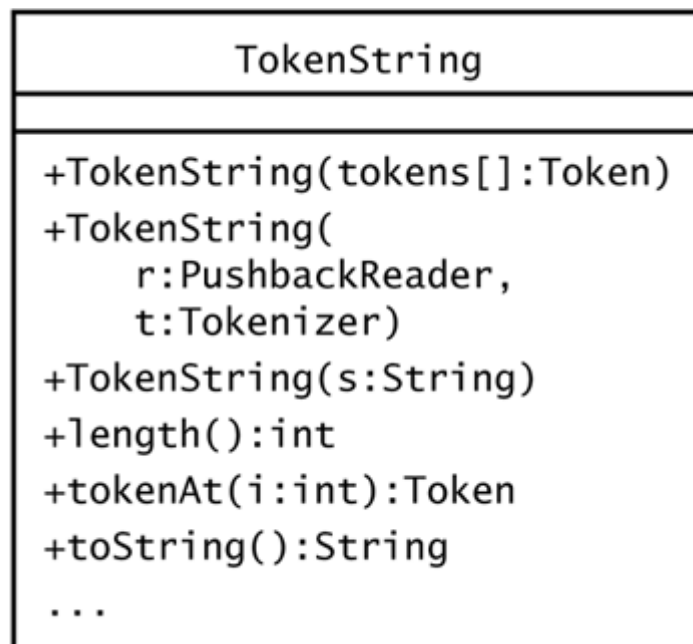 TokenString
+TokenString(tokens[]:Token)
+TokenString(
r:PushbackReader,
t:Tokenizer)
+TokenString(s:String)
+length():int
+tokenAt(i:int):Token
+toString():String
...